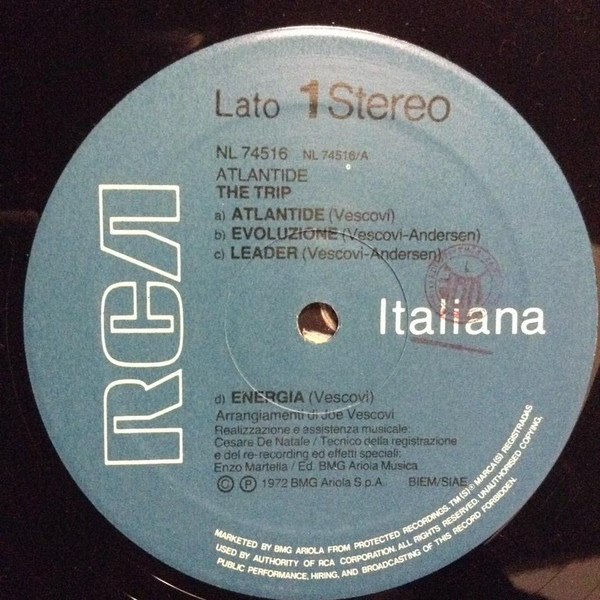 Lato 1 Stereo
NL 74516 NL 74516/A
ATLANTIDE
THE TRIP
a) ATLANTIDE (Vescovi)
b) EVOLUZIONE (Vescovi-Andersen)
c) LEADER (Vescovi-Andersen)
RCA
Italiana
d) ENERGIA (Vescovi)
Arrangiamenti di Joe Vescovi
Realizzazione e assistenza musicale:
Cesare De Natale / Tecnico della registrazione
e del re-recording ed effetti speciali:
Enzo Martella / Ed. BMG Ariola Musica
© ℗ 1972 BMG Ariola S.p.A. BIEM/SIAE
MARKETED BY BMG ARIOLA FROM PROTECTED RECORDINGS. TM(S)® MARCA(S) REGISTRADAS
USED BY AUTHORITY OF RCA CORPORATION. ALL RIGHTS RESERVED. UNAUTHORISED COPYING,
PUBLIC PERFORMANCE, HIRING, AND BROADCASTING OF THIS RECORD FORBIDDEN.